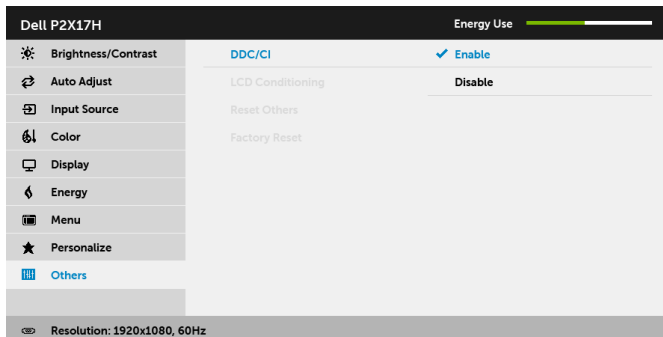 Dell P2X17H
Energy Use
Brightness/Contrast
DDC/CI
Enable
Auto Adjust
LCD Conditioning
Disable
Input Source
Reset Others
Color
Factory Reset
Display
Energy
Menu
Personalize
Others
Resolution: 1920x1080, 60Hz